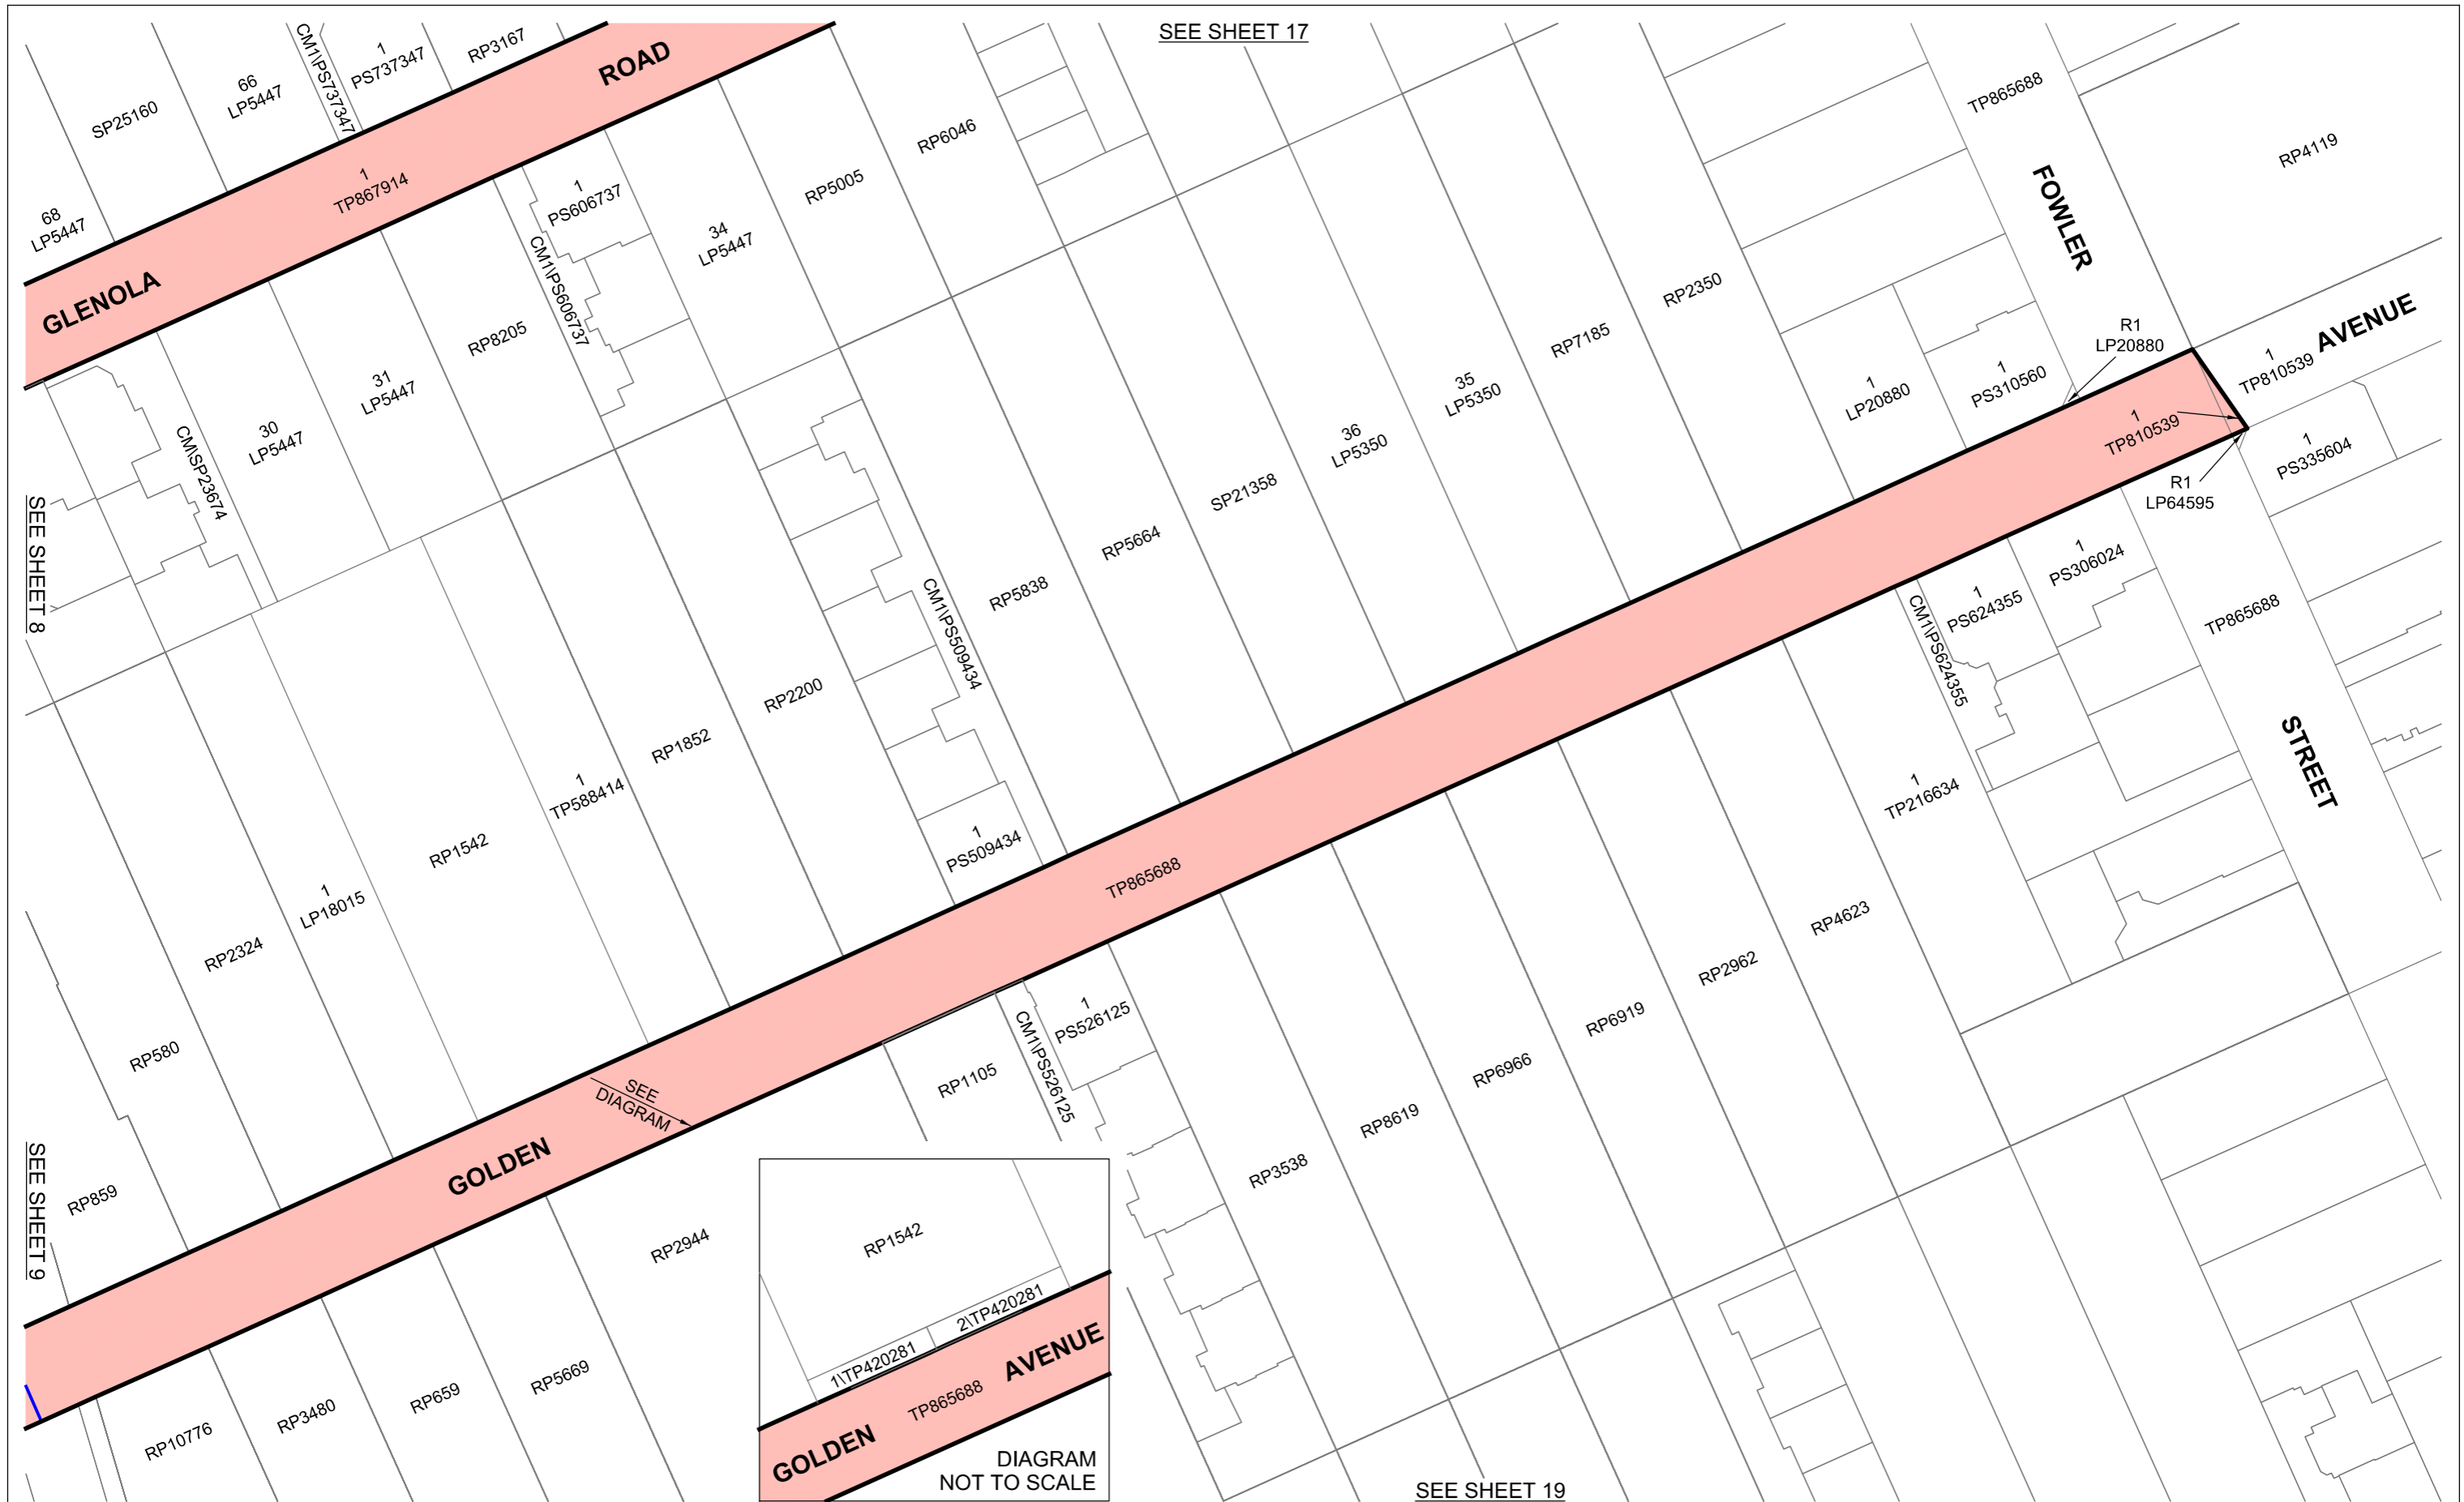 SEE SHEET 17
SP25160
66
LP5447
CM1\PS737347
1
PS737347
RP3167
ROAD
68
LP5447
1
TP867914
GLENOLA
RP6046
RP5005
34
LP5447
1
PS606737
CM1\PS606737
RP8205
31
LP5447
30
LP5447
CM\SP23674
TP865688
RP4119
FOWLER
RP2350
RP7185
35
LP5350
36
LP5350
SP21358
RP5664
RP5838
CM1\PS509434
1
LP20880
1
PS310560
R1
LP20880
1
TP810539
AVENUE
1
TP810539
1
PS335604
R1
LP64595
SEE SHEET 8
RP2200
RP1852
1
TP588414
RP1542
1
LP18015
RP2324
RP580
RP859
1
PS509434
TP865688
1
PS306024
1
PS624355
CM1\PS624355
TP865688
STREET
1
TP216634
RP4623
RP2962
RP6919
RP6966
RP8619
RP3538
1
PS526125
CM1\PS526125
RP1105
SEE
DIAGRAM
GOLDEN
SEE SHEET 9
RP2944
RP5669
RP659
RP3480
RP10776
RP1542
2\TP420281
1\TP420281
AVENUE
TP865688
GOLDEN
DIAGRAM
NOT TO SCALE
SEE SHEET 19